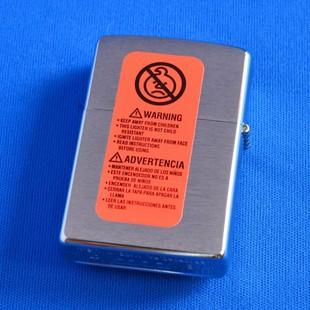 WARNING
• KEEP AWAY FROM CHILDREN
• THIS LIGHTER IS NOT CHILD
RESISTANT
• IGNITE LIGHTER AWAY FROM FACE
• READ INSTRUCTIONS
BEFORE USING.
ADVERTENCIA
• MANTENER ALEJADO DE LOS NIÑOS
• ESTE ENCENDEDOR NO ES A
PRUEBA DE NIÑOS
• ENCENDER ALEJADO DE LA CARA
• CERRAR LA TAPA PARA APAGAR LA
LLAMA
• LEER LAS INSTRUCCIONES ANTES
DE USAR.